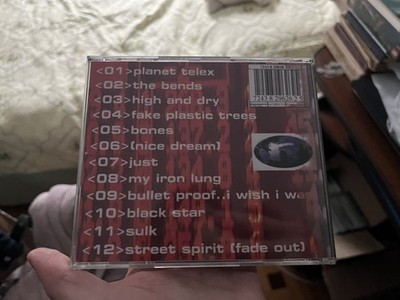 <01>planet telex
<02>the bends
<03>high and dry
<04>fake plastic trees
<05>bones
<06>(nice dream)
<07>just
<08>my iron lung
<09>bullet proof..i wish i wa
<10>black star
<11>sulk
<12>street spirit (fade out)